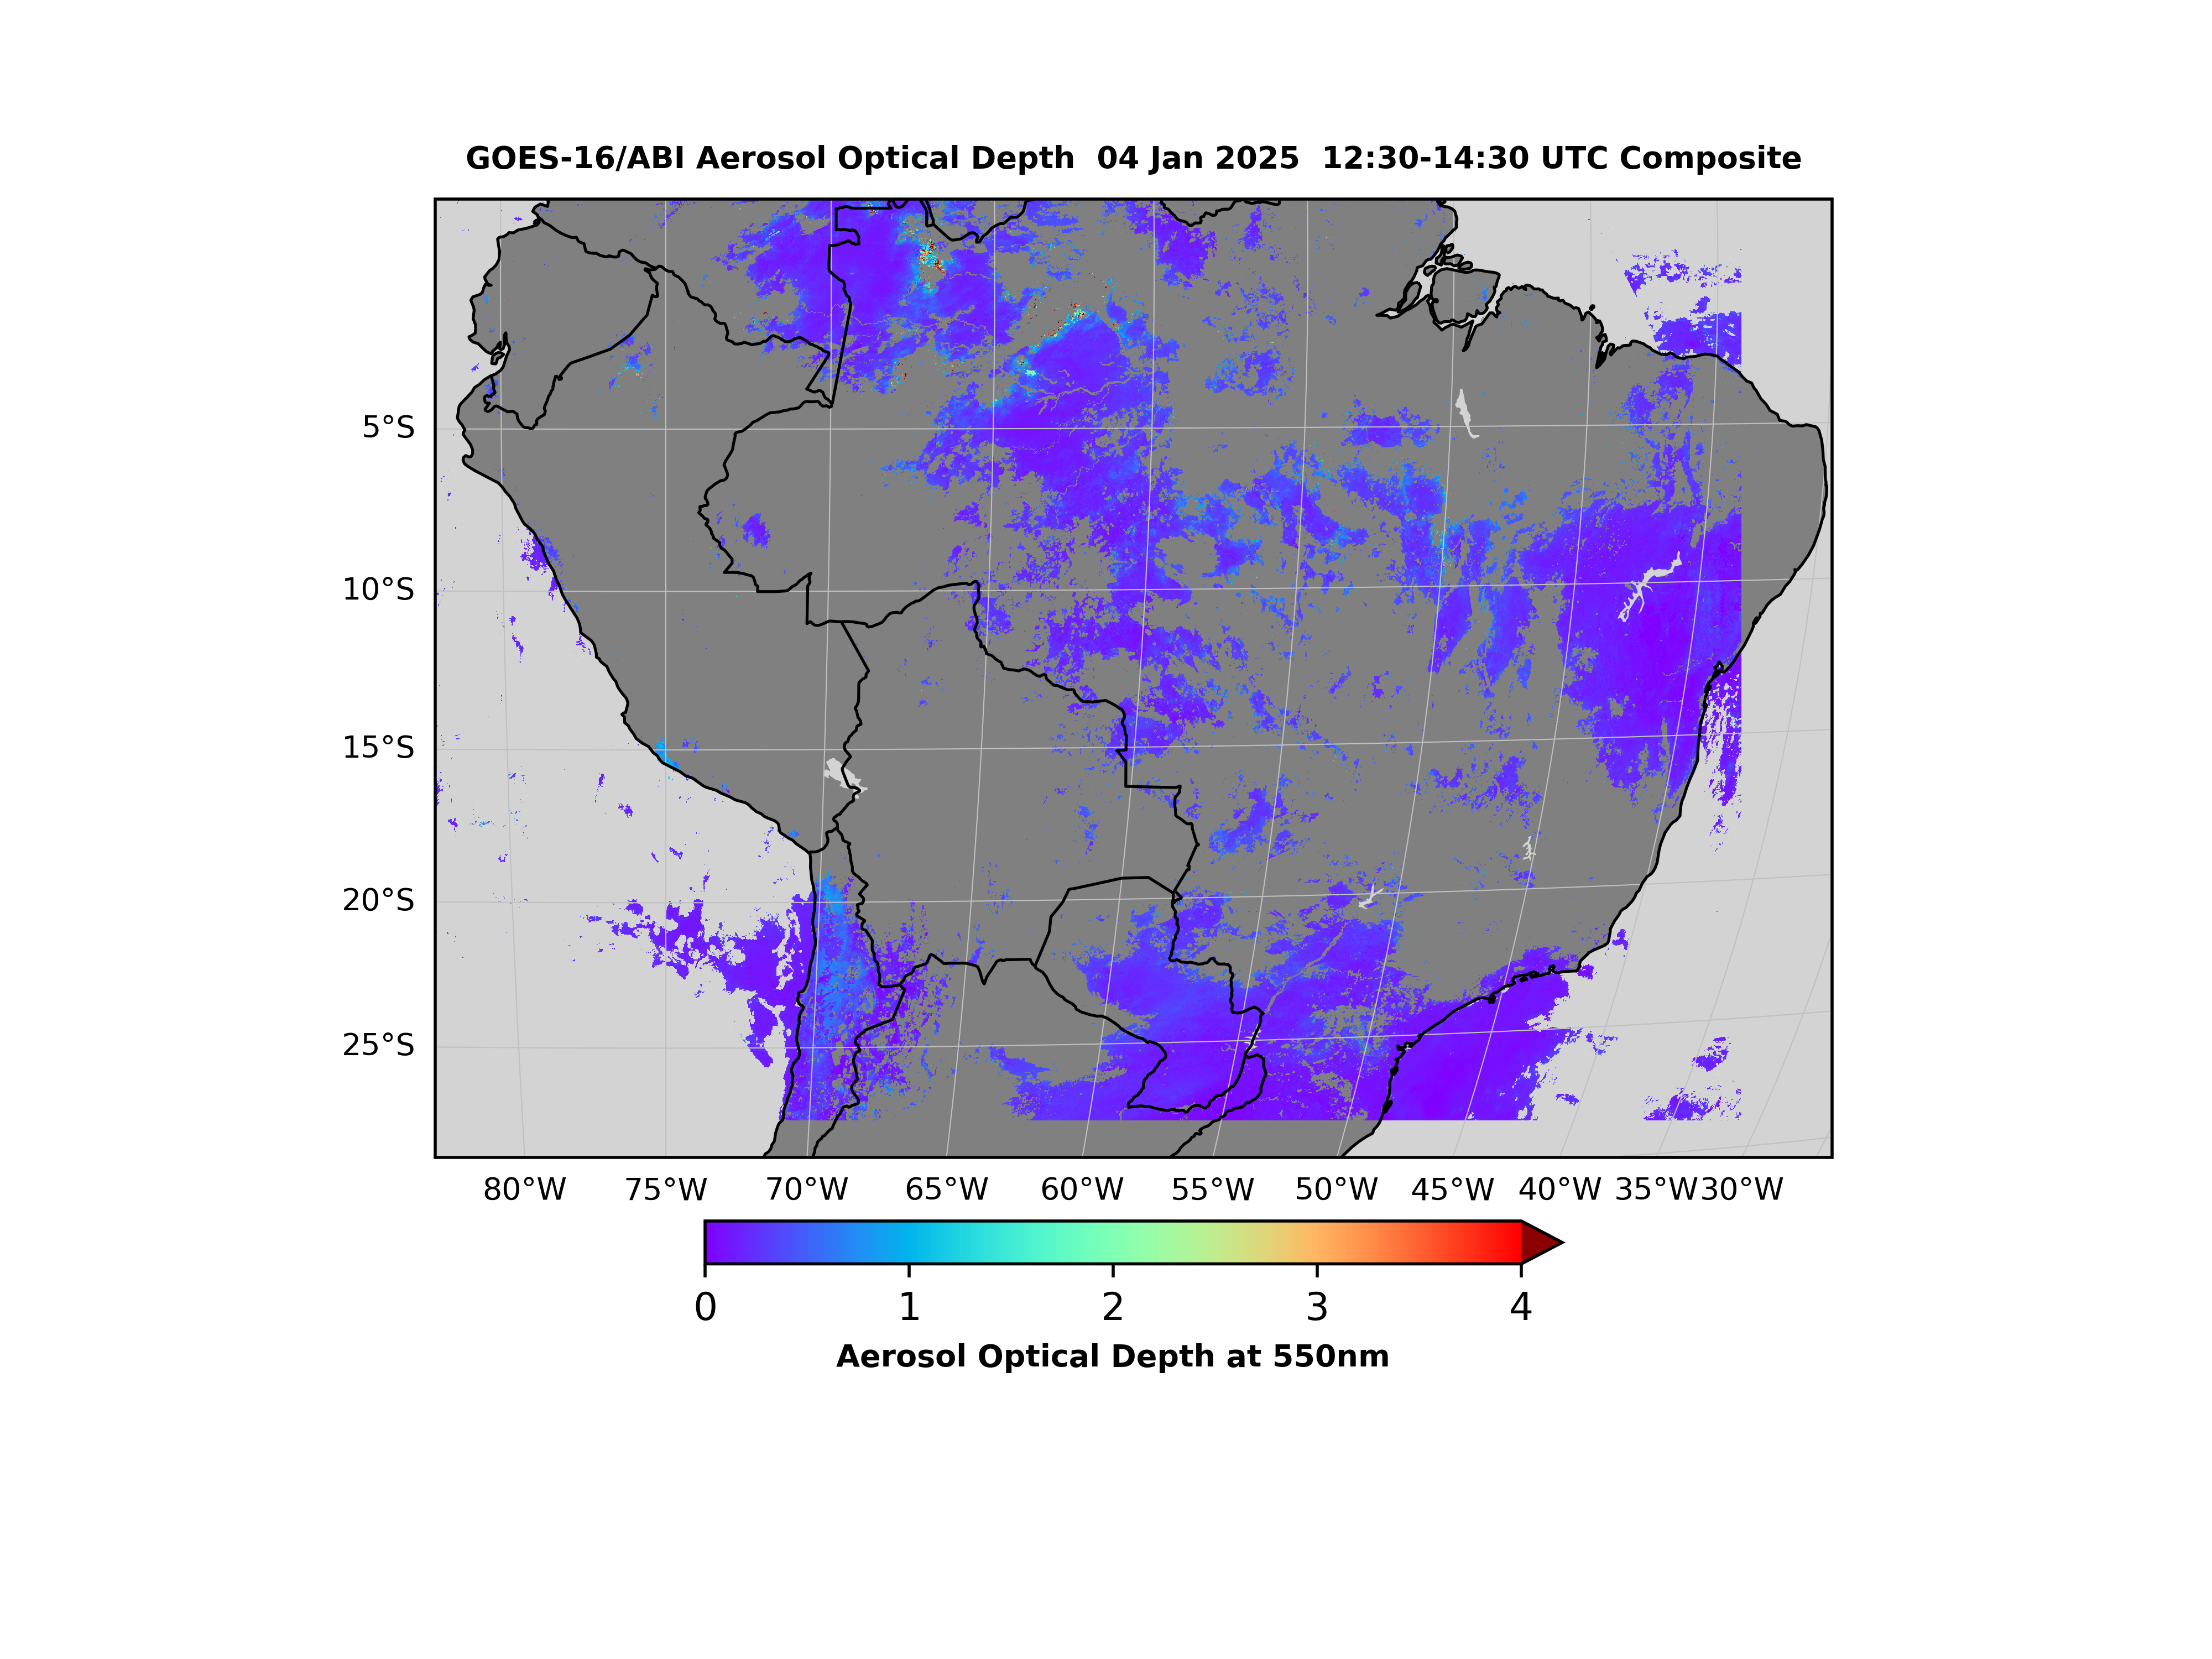 GOES-16/ABI Aerosol Optical Depth  04 Jan 2025  12:30-14:30 UTC Composite
5°S
10°S
15°S
20°S
25°S
80°W 75°W 70°W 65°W 60°W 55°W 50°W 45°W 40°W 35°W 30°W
0 1 2 3 4
Aerosol Optical Depth at 550nm